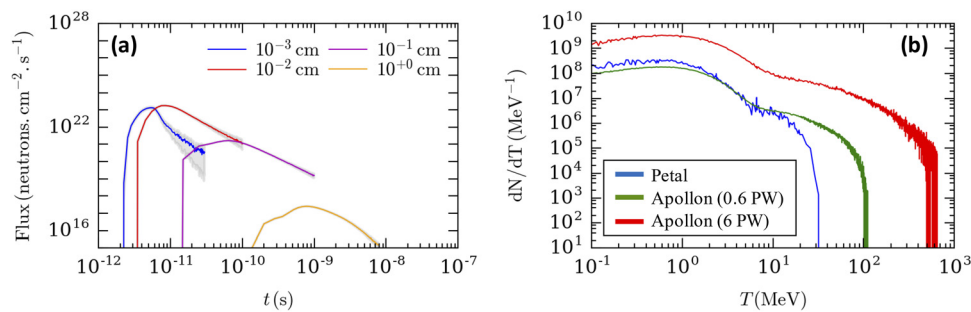 (a)
10^28
10^22
10^16
Flux (neutrons. cm^-2. s^-1)
10^-3 cm
10^-1 cm
10^-2 cm
10^+0 cm
10^-12
10^-11
10^-10
10^-9
10^-8
10^-7
t (s)
(b)
10^10
10^9
10^8
10^7
10^6
10^5
10^4
10^3
10^2
10^1
dN/dT (MeV^-1)
Petal
Apollon (0.6 PW)
Apollon (6 PW)
10^-1
10^0
10^1
10^2
10^3
T(MeV)